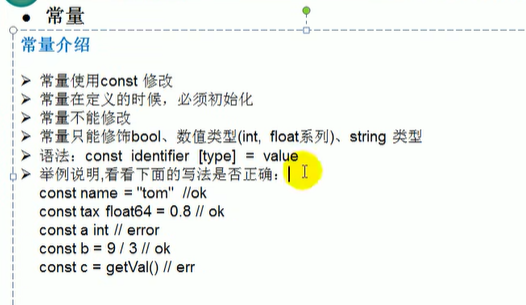 ● 常量
常量介绍
➢ 常量使用const 修改
➢ 常量在定义的时候，必须初始化
➢ 常量不能修改
➢ 常量只能修饰bool、数值类型(int, float系列)、string 类型
➢ 语法：const identifier [type] = value
➢ 举例说明,看看下面的写法是否正确：
const name = "tom" //ok
const tax float64 = 0.8 // ok
const a int // error
const b = 9 / 3 // ok
const c = getVal() // err